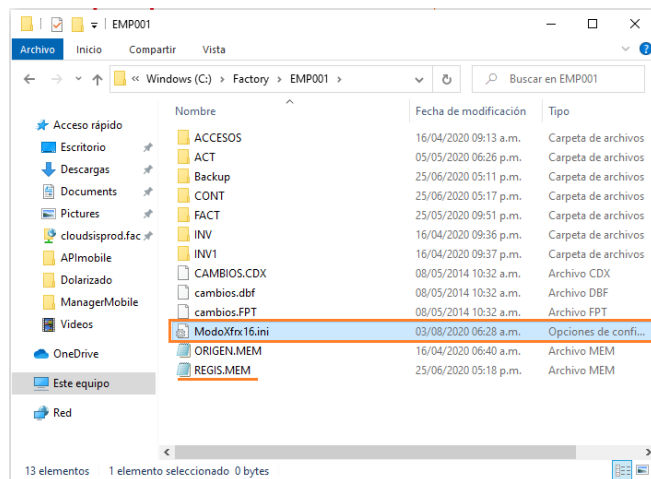 EMP001
Archivo Inicio Compartir Vista
« Windows (C:) › Factory › EMP001 ›
Buscar en EMP001
Nombre Fecha de modificación Tipo
Acceso rápido
Escritorio
Descargas
Documents
Pictures
cloudsisprod.fac
APImobile
Dolarizado
ManagerMobile
Videos
OneDrive
Este equipo
Red
ACCESOS 16/04/2020 09:13 a.m. Carpeta de archivos
ACT 05/05/2020 06:26 p.m. Carpeta de archivos
Backup 25/06/2020 05:11 p.m. Carpeta de archivos
CONT 25/06/2020 05:17 p.m. Carpeta de archivos
FACT 25/05/2020 09:51 p.m. Carpeta de archivos
INV 16/04/2020 09:36 p.m. Carpeta de archivos
INV1 16/04/2020 09:37 p.m. Carpeta de archivos
CAMBIOS.CDX 08/05/2014 10:32 a.m. Archivo CDX
cambios.dbf 08/05/2014 10:32 a.m. Archivo DBF
cambios.FPT 08/05/2014 10:32 a.m. Archivo FPT
ModoXfrx16.ini 03/08/2020 06:28 a.m. Opciones de confi...
ORIGEN.MEM 16/04/2020 06:40 a.m. Archivo MEM
REGIS.MEM 25/06/2020 05:18 p.m. Archivo MEM
13 elementos 1 elemento seleccionado 0 bytes